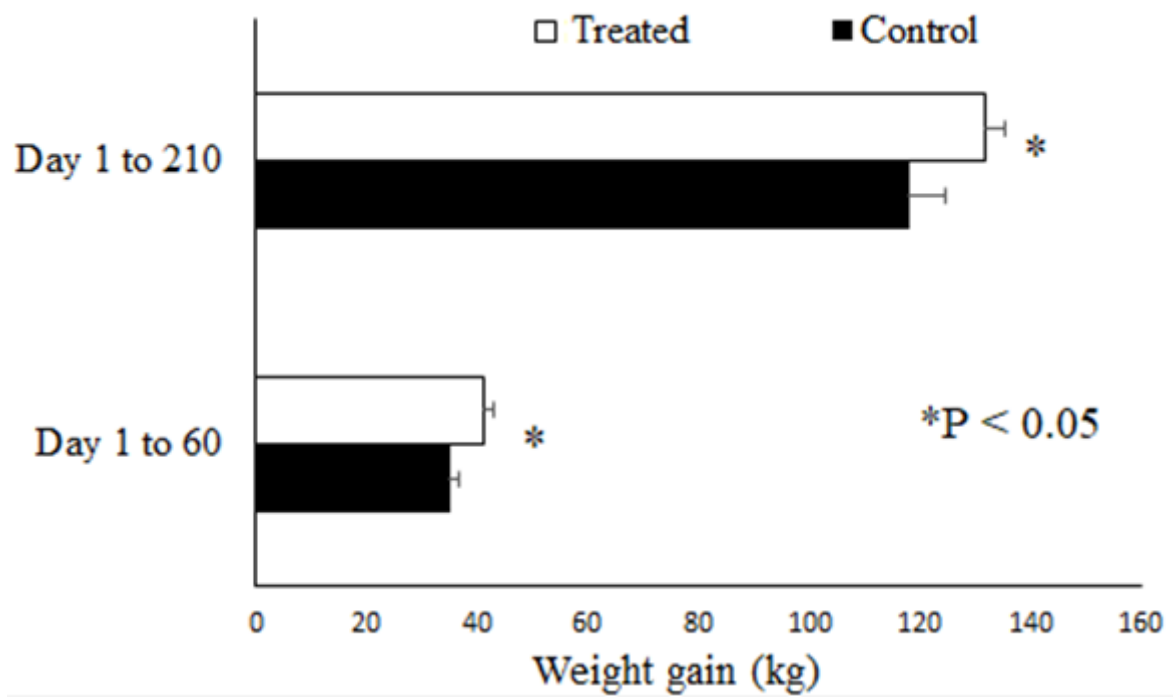 Treated Control
Day 1 to 210
*
Day 1 to 60
*
*P < 0.05
0 20 40 60 80 100 120 140 160
Weight gain (kg)